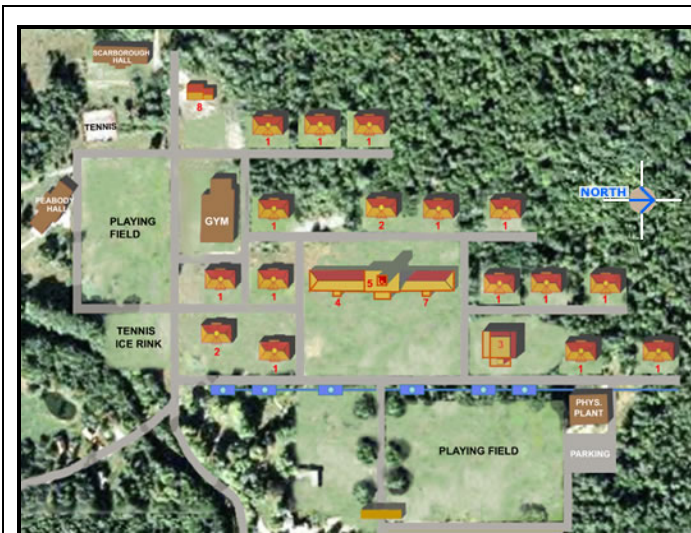 SCARBOROUGH
HALL
8
TENNIS
1
1
1
PEABODY
HALL
PLAYING
FIELD
GYM
1
2
1
1
NORTH
1
1
4
5
6
7
1
1
1
TENNIS
ICE RINK
2
1
3
1
1
PHYS.
PLANT
PLAYING FIELD
PARKING